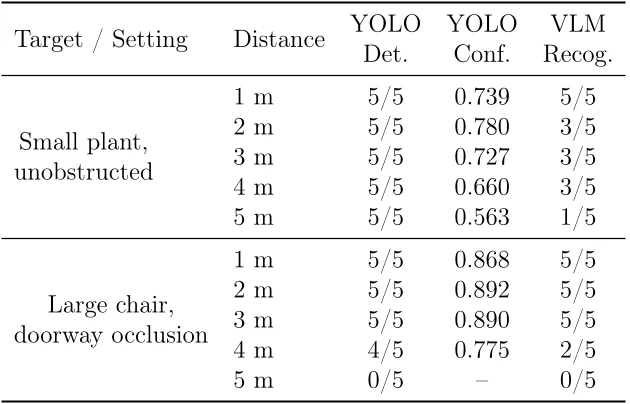 Target / Setting Distance YOLO Det. YOLO Conf. VLM Recog.
Small plant, unobstructed
1 m 5/5 0.739 5/5
2 m 5/5 0.780 3/5
3 m 5/5 0.727 3/5
4 m 5/5 0.660 3/5
5 m 5/5 0.563 1/5
Large chair, doorway occlusion
1 m 5/5 0.868 5/5
2 m 5/5 0.892 5/5
3 m 5/5 0.890 5/5
4 m 4/5 0.775 2/5
5 m 0/5 – 0/5